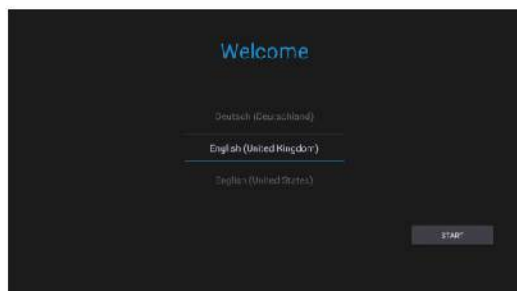 Welcome
Deutsch (Deutschland)
English (United Kingdom)
English (United States)
START